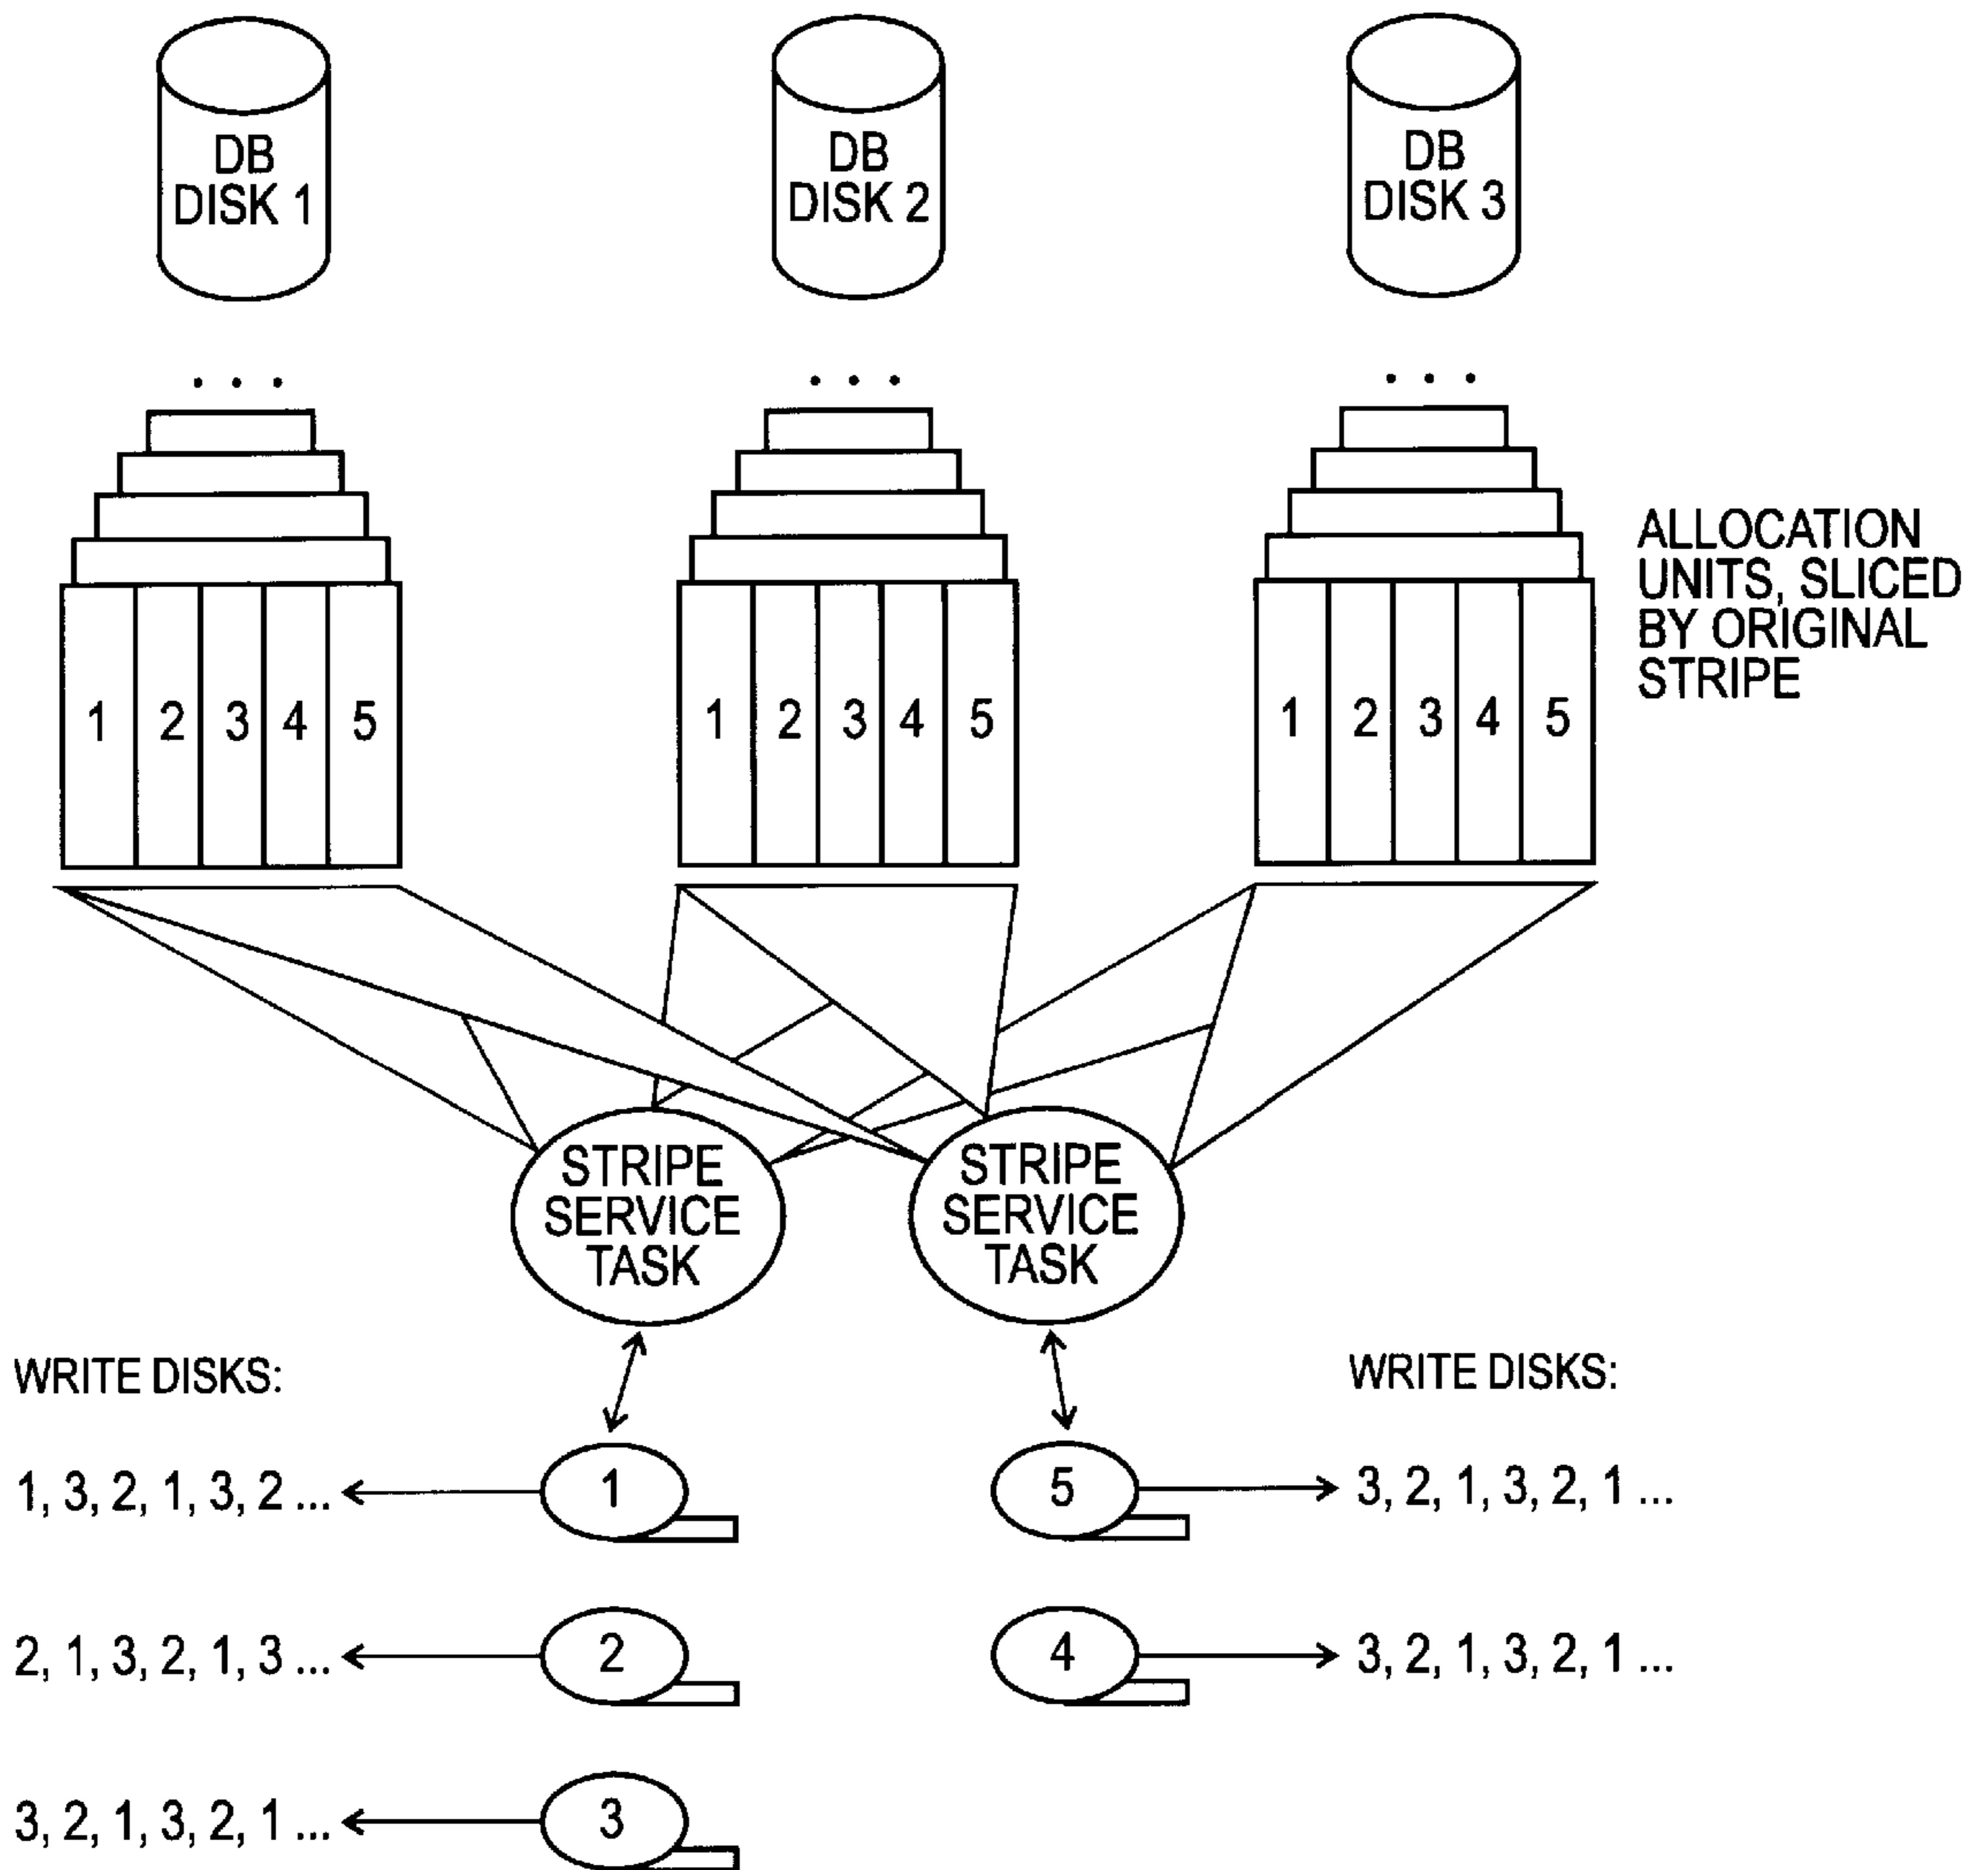 DB
DISK 1
DB
DISK 2
DB
DISK 3
. . .
. . .
. . .
ALLOCATION
UNITS, SLICED
BY ORIGINAL
STRIPE
1 2 3 4 5
1 2 3 4 5
1 2 3 4 5
STRIPE
SERVICE
TASK
STRIPE
SERVICE
TASK
WRITE DISKS:
WRITE DISKS:
1, 3, 2, 1, 3, 2 ...
1
5
3, 2, 1, 3, 2, 1 ...
2, 1, 3, 2, 1, 3 ...
2
4
3, 2, 1, 3, 2, 1 ...
3, 2, 1, 3, 2, 1 ...
3